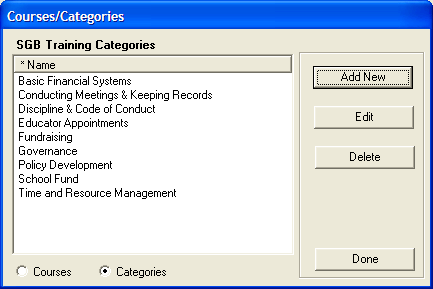 Courses/Categories
SGB Training Categories
* Name
Basic Financial Systems
Conducting Meetings & Keeping Records
Discipline & Code of Conduct
Educator Appointments
Fundraising
Governance
Policy Development
School Fund
Time and Resource Management
Add New
Edit
Delete
Done
Courses
Categories